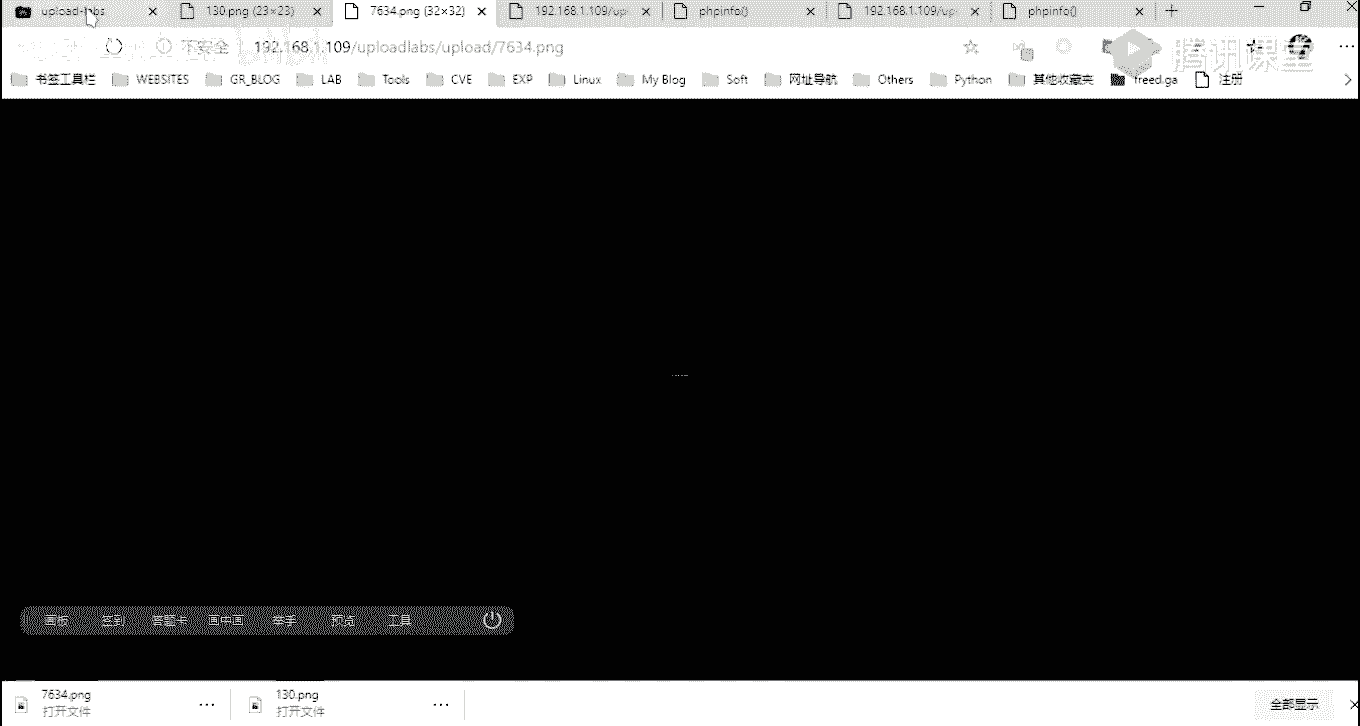 upload-labs 130.png (23×23) 7634.png (32×32) 192.168.1.109/up phpinfo() 192.168.1.109/up phpinfo()
不安全 192.168.1.109/uploadlabs/upload/7634.png
腾讯课堂
书签工具栏 WEBSITES GR_BLOG LAB Tools CVE EXP Linux My Blog Soft 网址导航 Others Python 其他收藏夹 freed.ga 注册
画板 签到 答题卡 画中画 举手 预览 工具
7634.png 130.png
打开文件 打开文件
全部显示